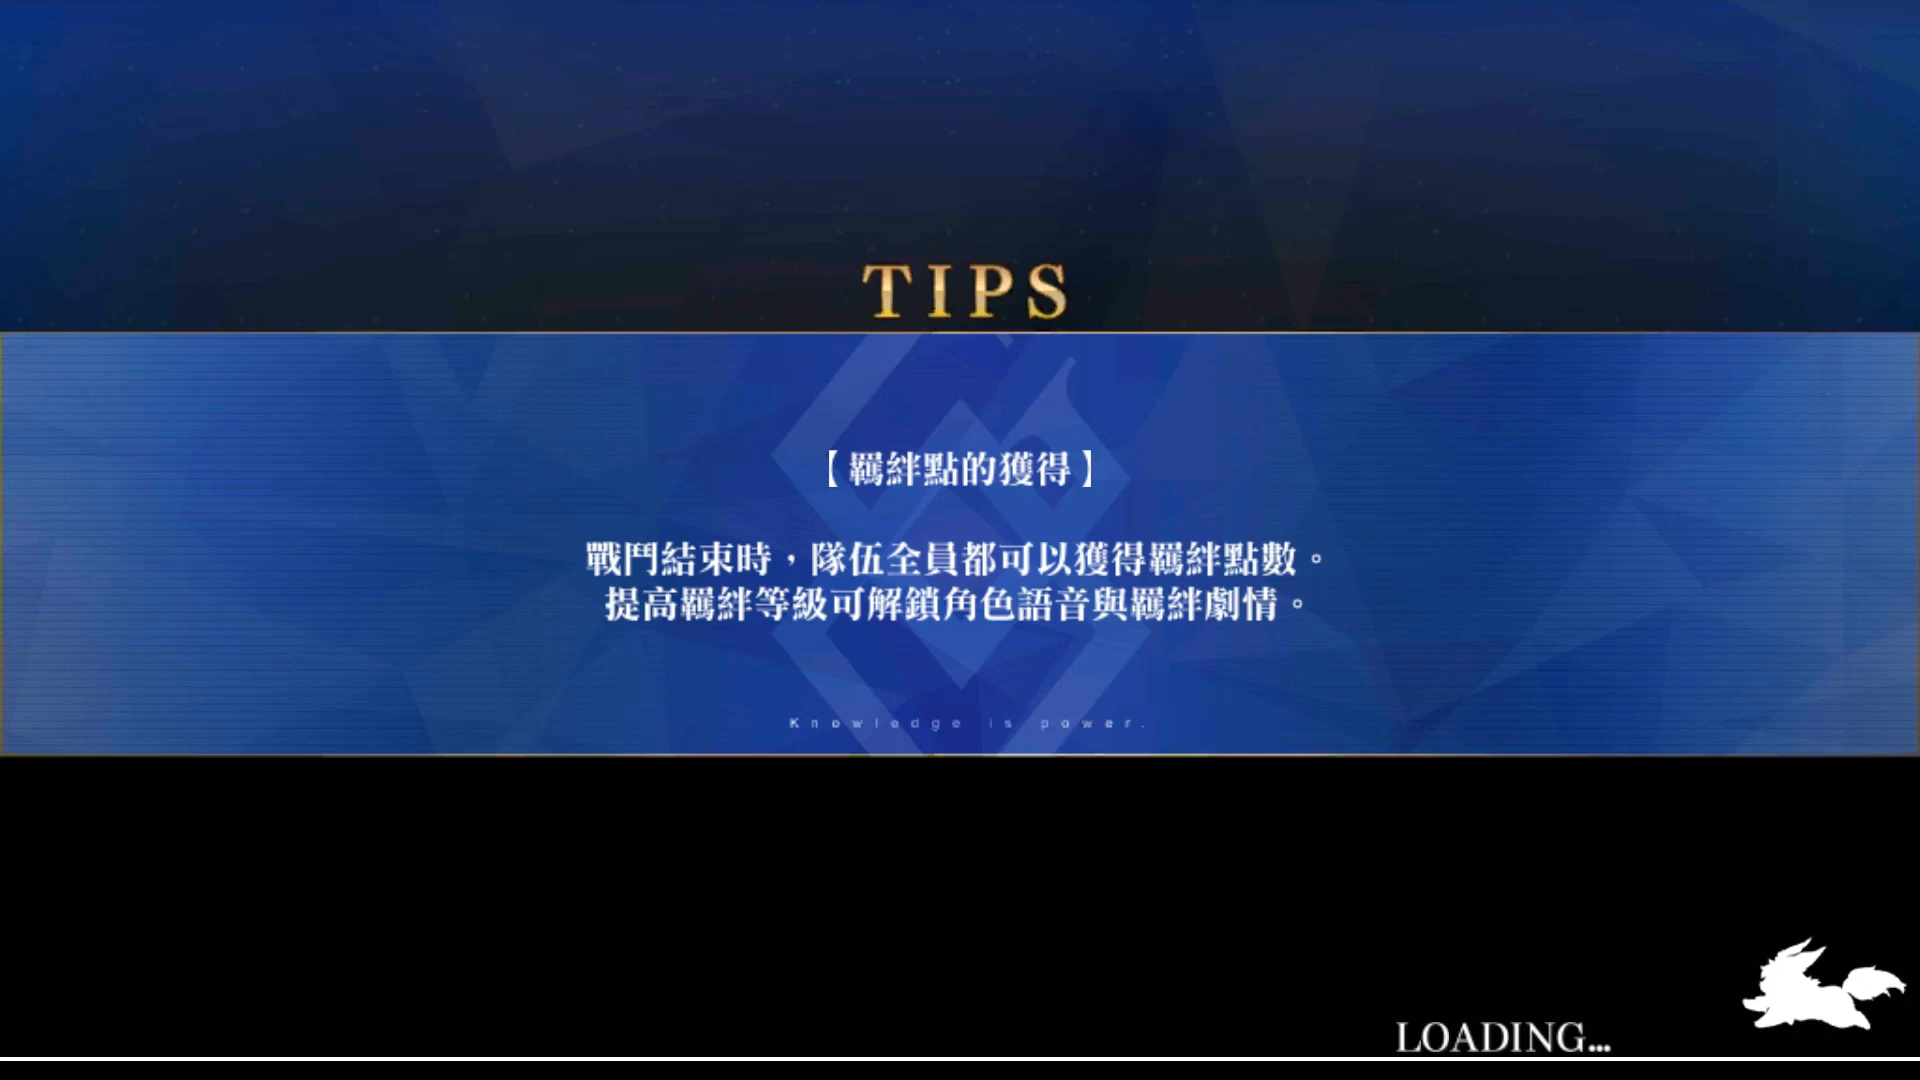 TIPS
【羈絆點的獲得】
戰鬥結束時,隊伍全員都可以獲得羈絆點數。
提高羈絆等級可解鎖角色語音與羈絆劇情。
Knowledge is power.
LOADING...